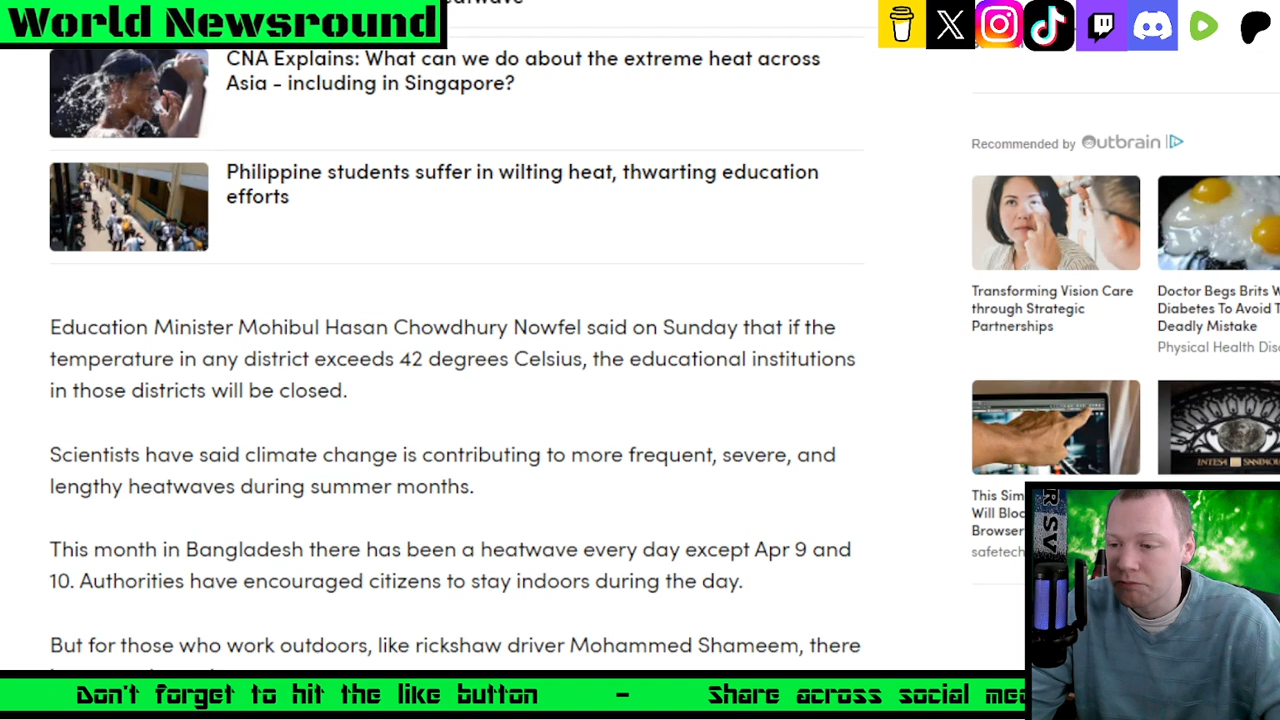 World Newsround
CNA Explains: What can we do about the extreme heat across
Asia - including in Singapore?
Philippine students suffer in wilting heat, thwarting education
efforts
Education Minister Mohibul Hasan Chowdhury Nowfel said on Sunday that if the
temperature in any district exceeds 42 degrees Celsius, the educational institutions
in those districts will be closed.
Scientists have said climate change is contributing to more frequent, severe, and
lengthy heatwaves during summer months.
This month in Bangladesh there has been a heatwave every day except Apr 9 and
10. Authorities have encouraged citizens to stay indoors during the day.
But for those who work outdoors, like rickshaw driver Mohammed Shameem, there
Recommended by Outbrain
Transforming Vision Care
through Strategic
Partnerships
Doctor Begs Brits W
Diabetes To Avoid T
Deadly Mistake
Physical Health Dis
INTESA SANPAOLO
This Sim
Will Bloc
Browser
safetech
Don't forget to hit the like button - Share across social med